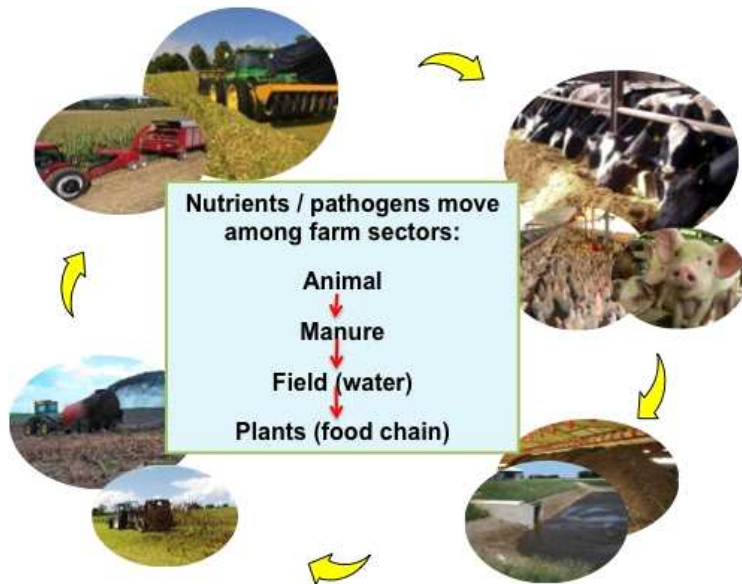 Nutrients / pathogens move
among farm sectors:
Animal
Manure
Field (water)
Plants (food chain)